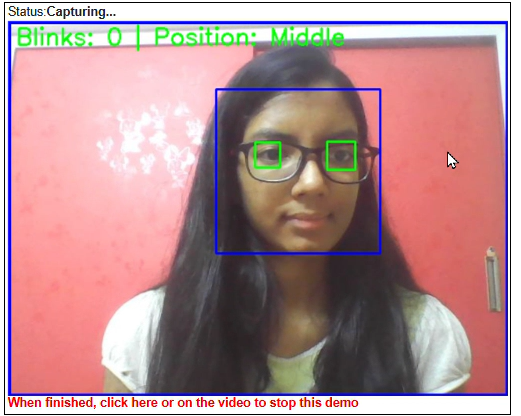 Status:Capturing...
Blinks: 0 | Position: Middle
When finished, click here or on the video to stop this demo